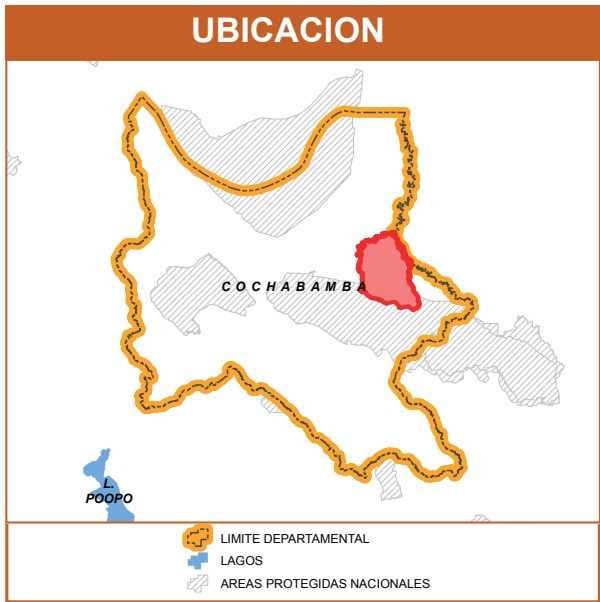 UBICACION
COCHABAMBA
L.
POOPO
LIMITE DEPARTAMENTAL
LAGOS
AREAS PROTEGIDAS NACIONALES